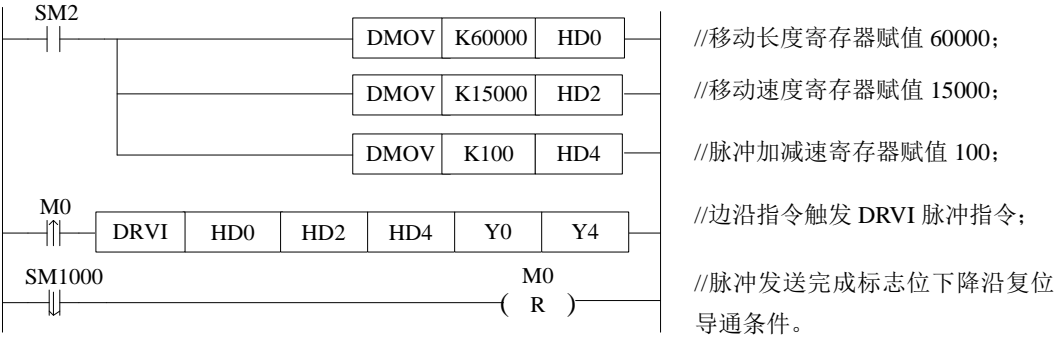 SM2
DMOV K60000 HD0 //移动长度寄存器赋值 60000；
DMOV K15000 HD2 //移动速度寄存器赋值 15000；
DMOV K100 HD4 //脉冲加减速寄存器赋值 100；
M0
DRVI HD0 HD2 HD4 Y0 Y4 //边沿指令触发 DRVI 脉冲指令；
SM1000 M0
( R ) //脉冲发送完成标志位下降沿复位
导通条件。